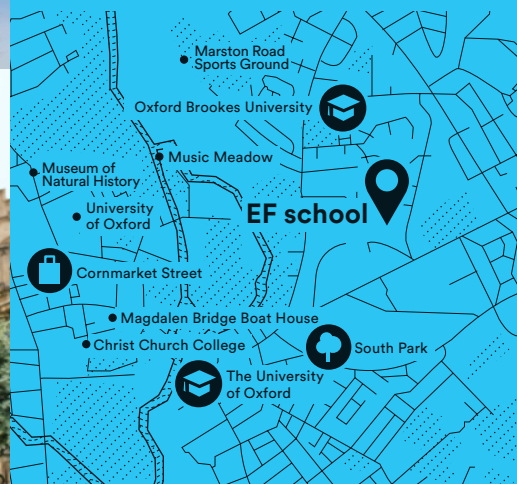 Marston Road
Sports Ground
Oxford Brookes University
Music Meadow
Museum of
Natural History
University
of Oxford
EF school
Cornmarket Street
Magdalen Bridge Boat House
Christ Church College
South Park
The University
of Oxford